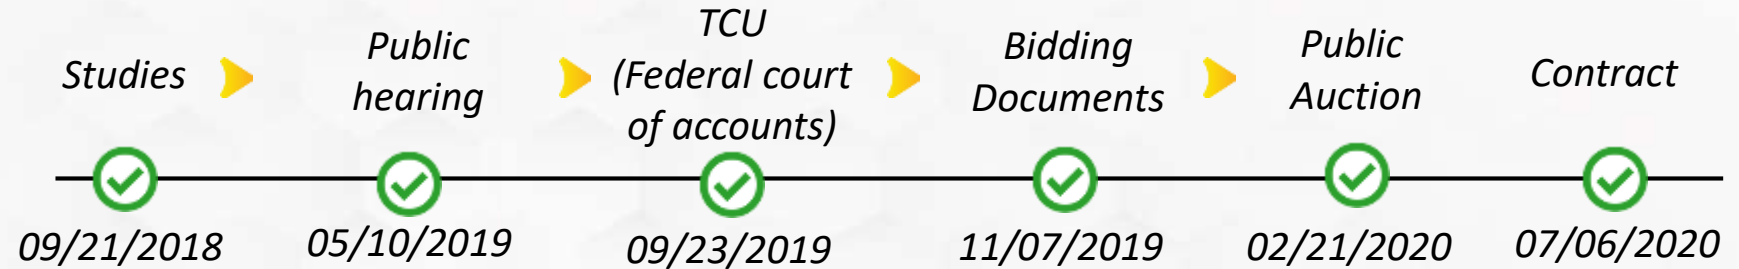 Studies
Public
hearing
TCU
(Federal court
of accounts)
Bidding
Documents
Public
Auction
Contract
09/21/2018
05/10/2019
09/23/2019
11/07/2019
02/21/2020
07/06/2020